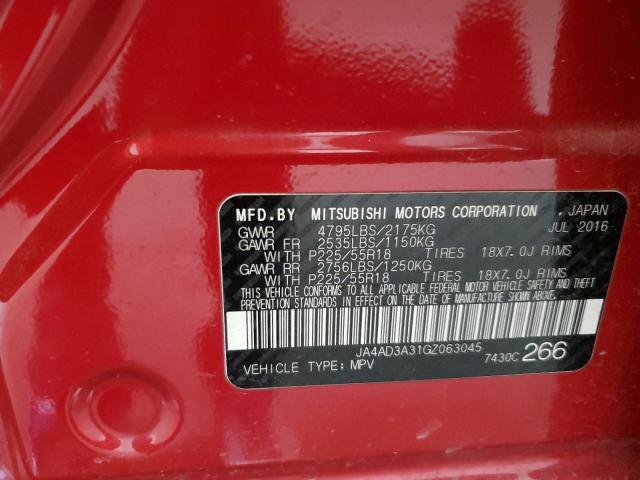 MFD.BY MITSUBISHI MOTORS CORPORATION , JAPAN
GVWR 4795LBS/2175KG JUL 2016
GAWR FR 2535LBS/1150KG
WITH P225/55R18 TIRES 18X7.0J RIMS
GAWR RR 2756LBS/1250KG
WITH P225/55R18 TIRES 18X7.0J RIMS
THIS VEHICLE CONFORMS TO ALL APPLICABLE U.S. FEDERAL MOTOR VEHICLE SAFETY, BUMPER, AND THEFT
PREVENTION STANDARDS IN EFFECT ON THE DATE OF MANUFACTURE SHOWN ABOVE.
JA4AD3A31GZ063045
VEHICLE TYPE: MPV 7430C 266